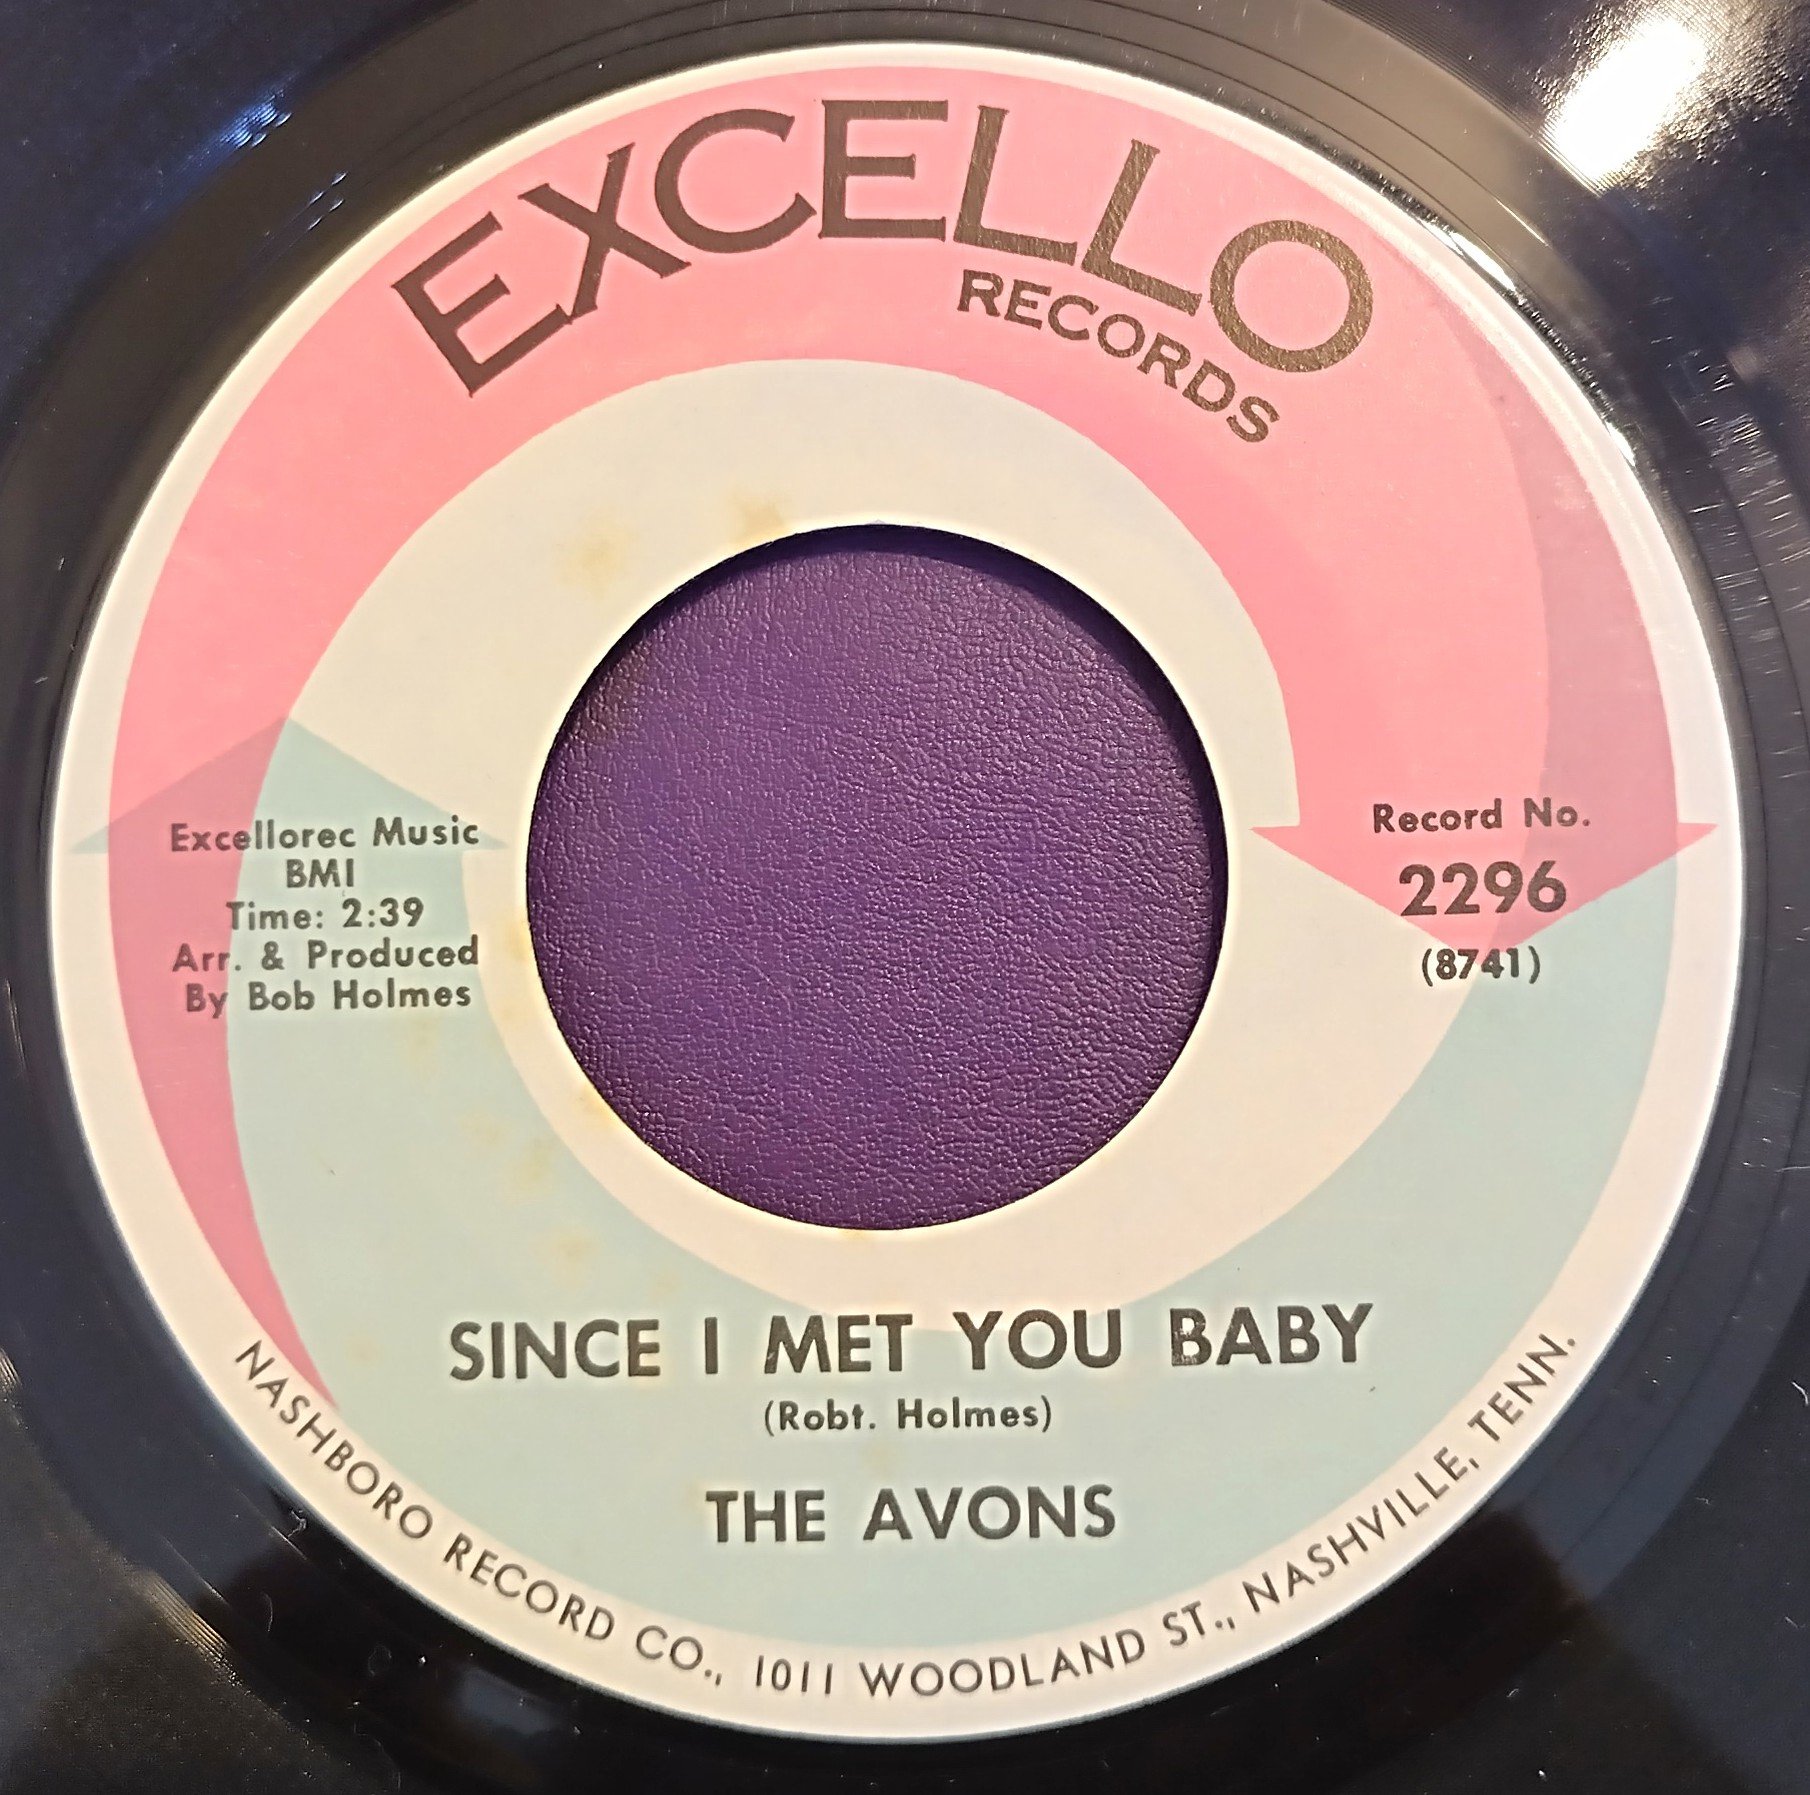 EXCELLO
RECORDS
Excellorec Music
BMI
Time: 2:39
Arr. & Produced
By Bob Holmes
Record No.
2296
(8741)
SINCE I MET YOU BABY
(Robt. Holmes)
THE AVONS
NASHBORO RECORD CO., 1011 WOODLAND ST., NASHVILLE, TENN.